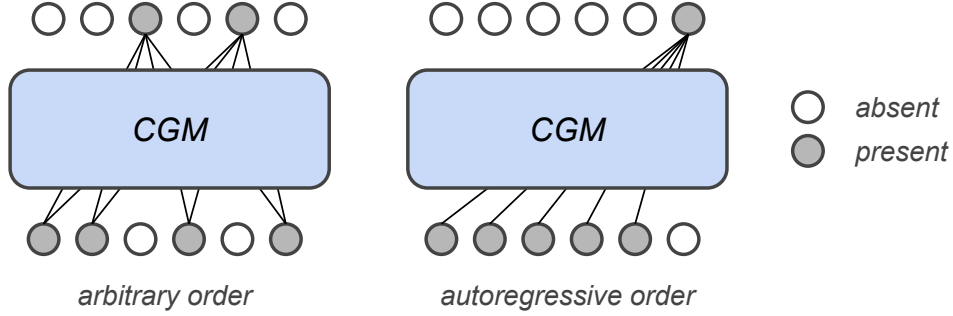 CGM
CGM
absent
present
arbitrary order
autoregressive order